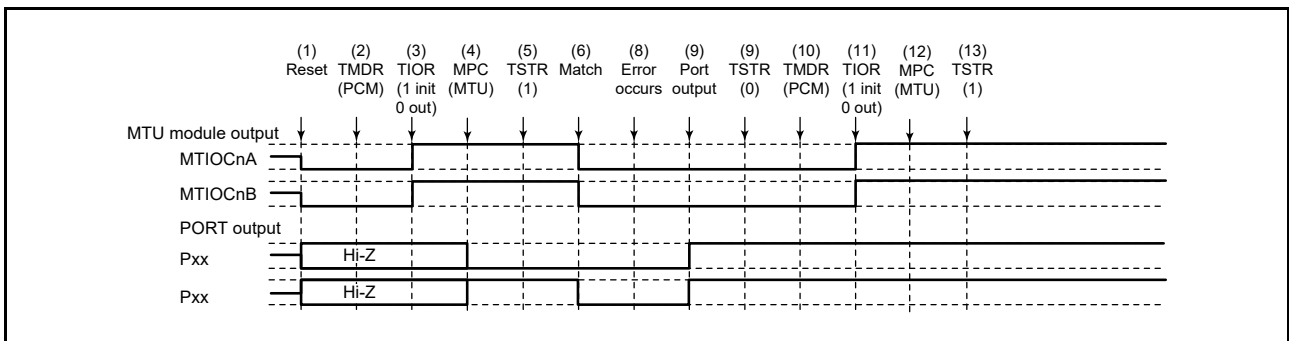 (1) (2) (3) (4) (5) (6) (8) (9) (9) (10) (11) (12) (13)
Reset TMDR TIOR MPC TSTR Match Error Port TSTR TMDR TIOR MPC TSTR
(PCM) (1 init (MTU) (1) occurs output (0) (PCM) (1 init (MTU) (1)
0 out) 0 out)
MTU module output
MTIOCnA
MTIOCnB
PORT output
Pxx Hi-Z
Pxx Hi-Z